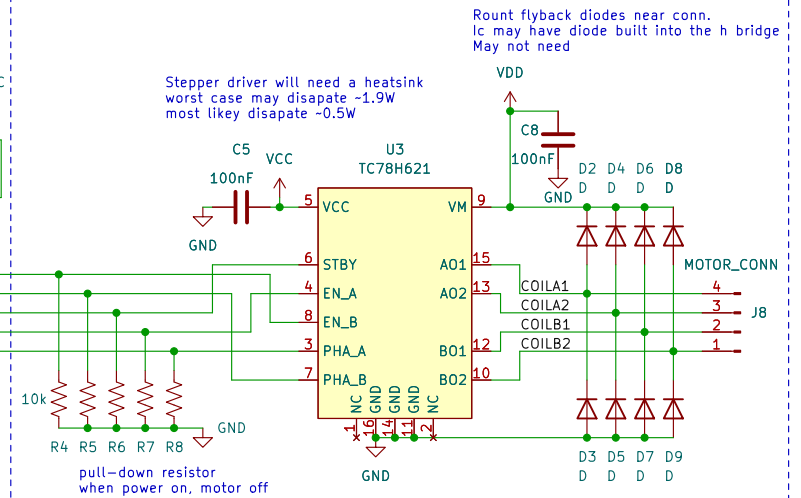 Rount flyback diodes near conn.
Ic may have diode built into the h bridge
May not need
VDD
Stepper driver will need a heatsink
worst case may disapate ~1.9W
most likey disapate ~0.5W
C8
100nF
GND
U3
TC78H621
C5
VCC
100nF
GND
D2 D4 D6 D8
D D D D
5 VCC
VM 9
6 STBY
4 EN_A
8 EN_B
3 PHA_A
7 PHA_B
AO1 15
AO2 13
BO1 12
BO2 10
COILA1
COILA2
COILB1
COILB2
MOTOR_CONN
4
3
2
1
J8
NC GND GND GND NC
1 16 14 11 2
GND
10k
R4 R5 R6 R7 R8
GND
D3 D5 D7 D9
D D D D
pull-down resistor
when power on, motor off